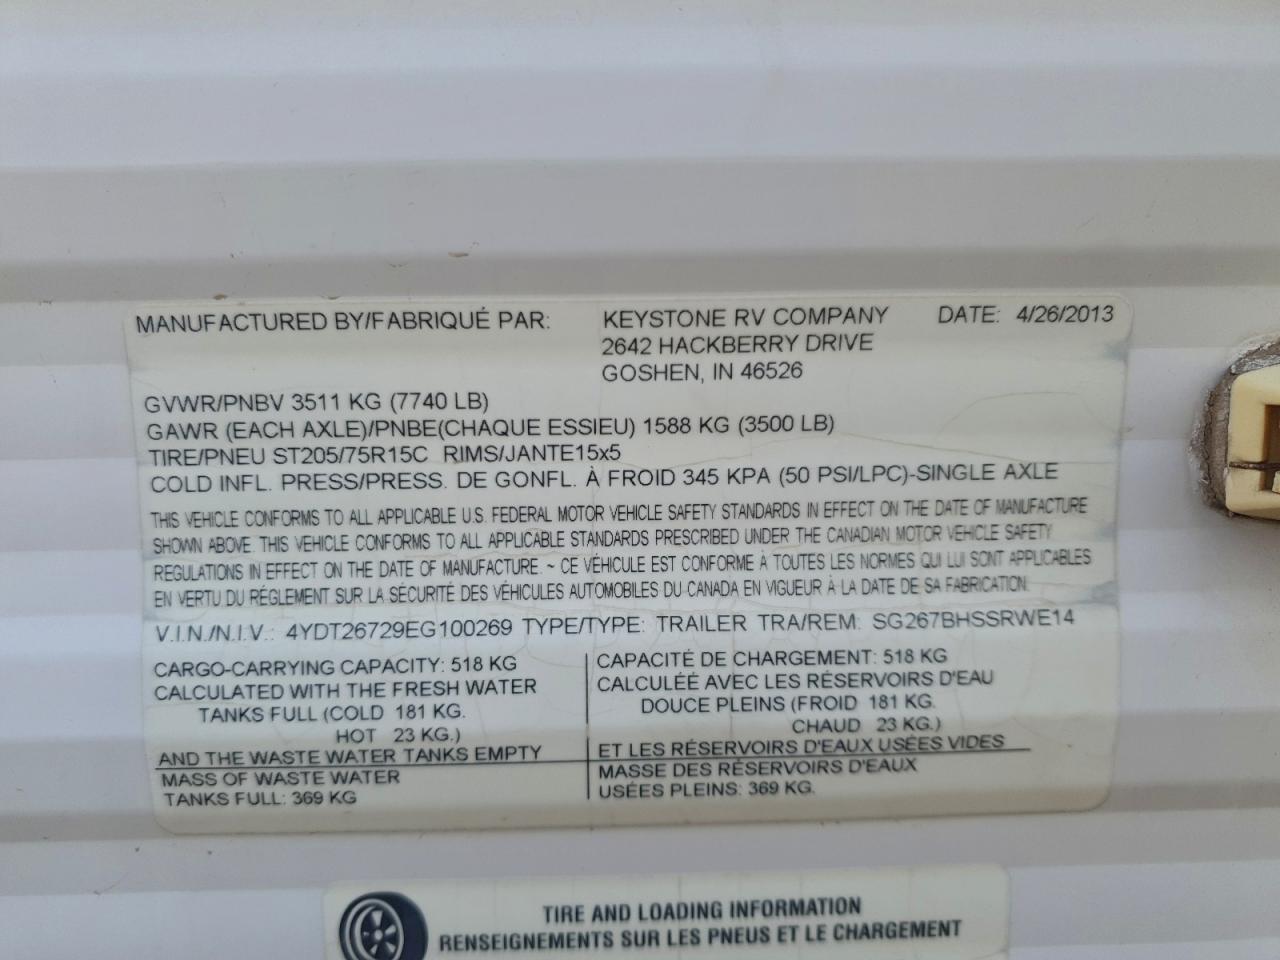 MANUFACTURED BY/FABRIQUÉ PAR: KEYSTONE RV COMPANY DATE: 4/26/2013
2642 HACKBERRY DRIVE
GOSHEN, IN 46526
GVWR/PNBV 3511 KG (7740 LB)
GAWR (EACH AXLE)/PNBE(CHAQUE ESSIEU) 1588 KG (3500 LB)
TIRE/PNEU ST205/75R15C RIMS/JANTE15x5
COLD INFL. PRESS/PRESS. DE GONFL. À FROID 345 KPA (50 PSI/LPC)-SINGLE AXLE
THIS VEHICLE CONFORMS TO ALL APPLICABLE U.S. FEDERAL MOTOR VEHICLE SAFETY STANDARDS IN EFFECT ON THE DATE OF MANUFACTURE
SHOWN ABOVE. THIS VEHICLE CONFORMS TO ALL APPLICABLE STANDARDS PRESCRIBED UNDER THE CANADIAN MOTOR VEHICLE SAFETY
REGULATIONS IN EFFECT ON THE DATE OF MANUFACTURE. ~ CE VÉHICULE EST CONFORME À TOUTES LES NORMES QUI LUI SONT APPLICABLES
EN VERTU DU RÉGLEMENT SUR LA SÉCURITÉ DES VÉHICULES AUTOMOBILES DU CANADA EN VIGUEUR À LA DATE DE SA FABRICATION.
V.I.N./N.I.V.: 4YDT26729EG100269 TYPE/TYPE: TRAILER TRA/REM: SG267BHSSRWE14
CARGO-CARRYING CAPACITY: 518 KG
CALCULATED WITH THE FRESH WATER
TANKS FULL (COLD 181 KG.
HOT 23 KG.)
AND THE WASTE WATER TANKS EMPTY
MASS OF WASTE WATER
TANKS FULL: 369 KG
CAPACITÉ DE CHARGEMENT: 518 KG
CALCULÉE AVEC LES RÉSERVOIRS D'EAU
DOUCE PLEINS (FROID 181 KG.
CHAUD 23 KG.)
ET LES RÉSERVOIRS D'EAUX USÉES VIDES
MASSE DES RÉSERVOIRS D'EAUX
USÉES PLEINS: 369 KG.
TIRE AND LOADING INFORMATION
RENSEIGNEMENTS SUR LES PNEUS ET LE CHARGEMENT